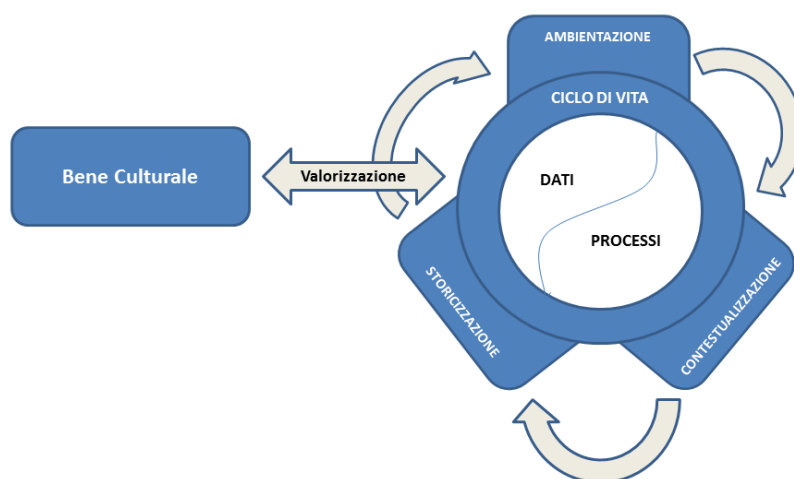 AMBIENTAZIONE
CICLO DI VITA
Bene Culturale
Valorizzazione
DATI
PROCESSI
STORICIZZAZIONE
CONTESTUALIZZAZIONE